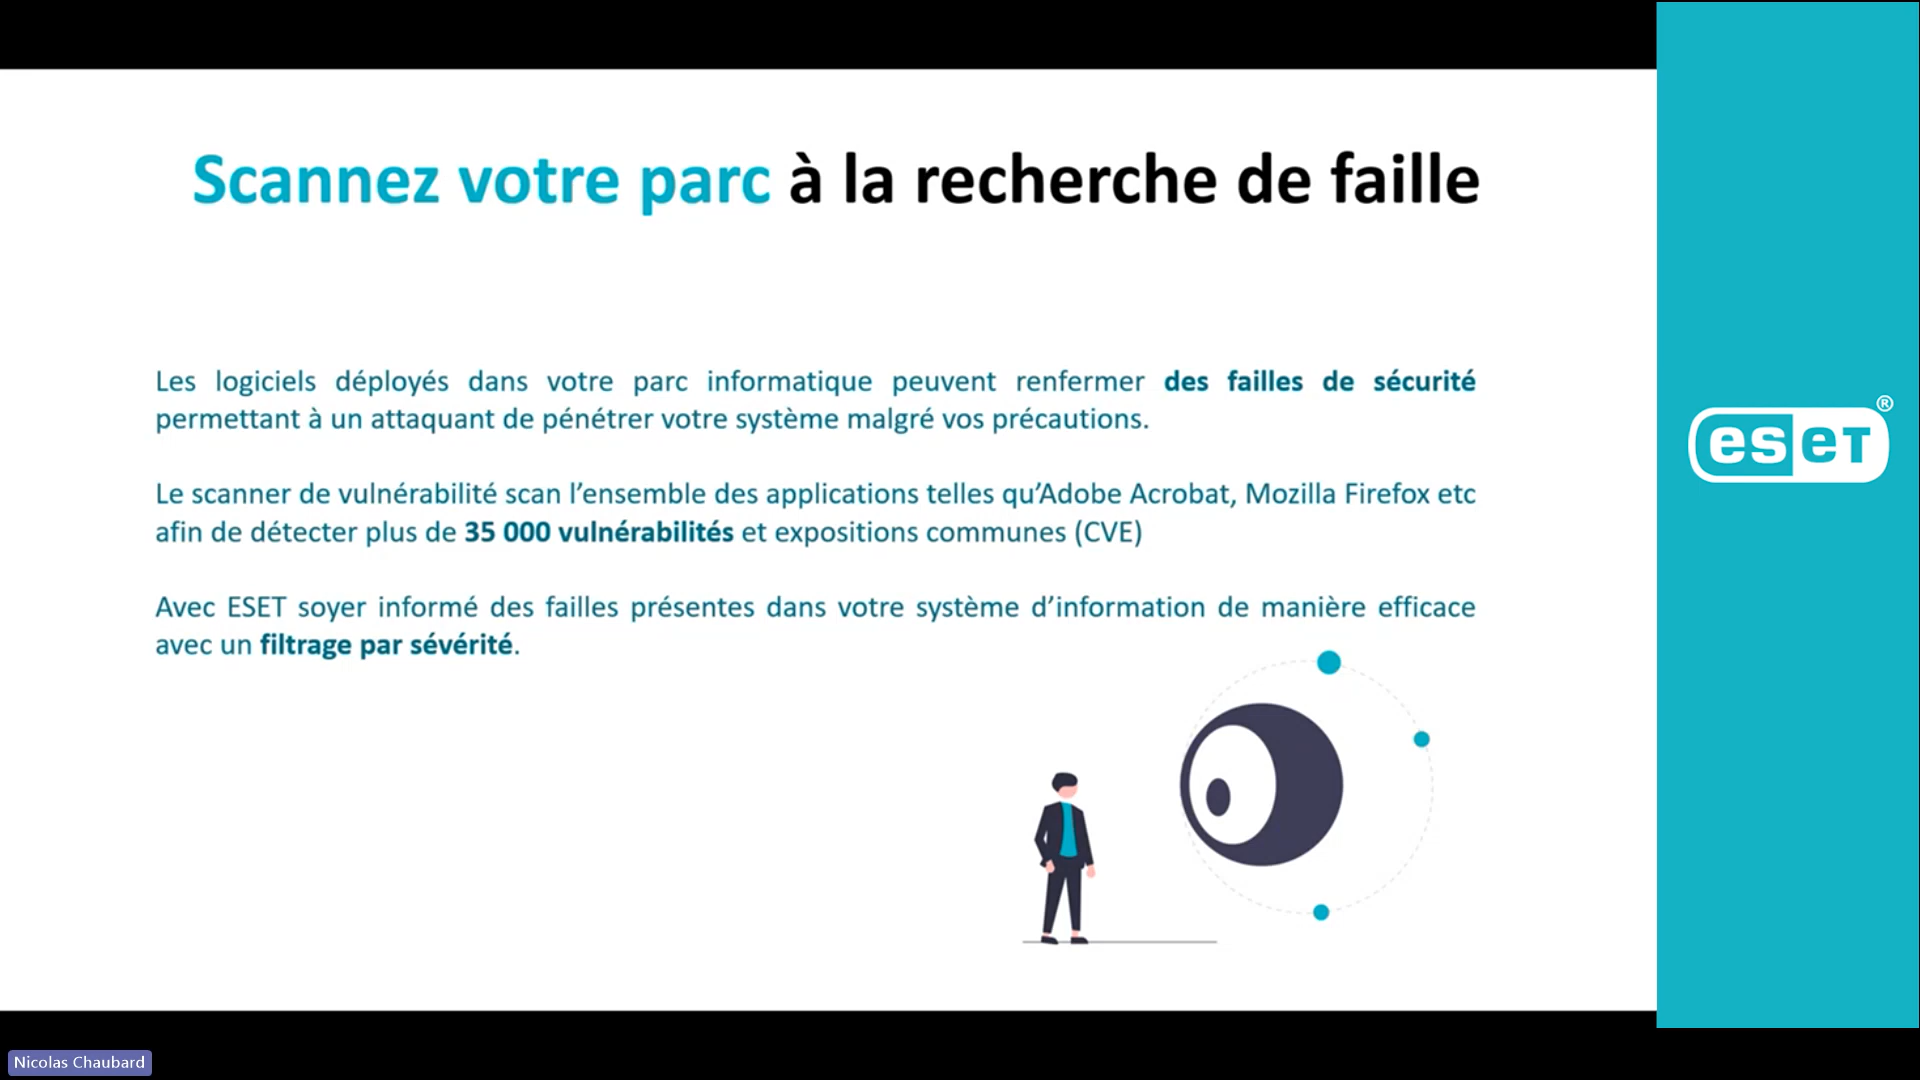 Scannez votre parc à la recherche de faille
Les logiciels déployés dans votre parc informatique peuvent renfermer des failles de sécurité
permettant à un attaquant de pénétrer votre système malgré vos précautions.
Le scanner de vulnérabilité scan l’ensemble des applications telles qu’Adobe Acrobat, Mozilla Firefox etc
afin de détecter plus de 35 000 vulnérabilités et expositions communes (CVE)
Avec ESET soyer informé des failles présentes dans votre système d’information de manière efficace
avec un filtrage par sévérité.
eseT®
Nicolas Chaubard